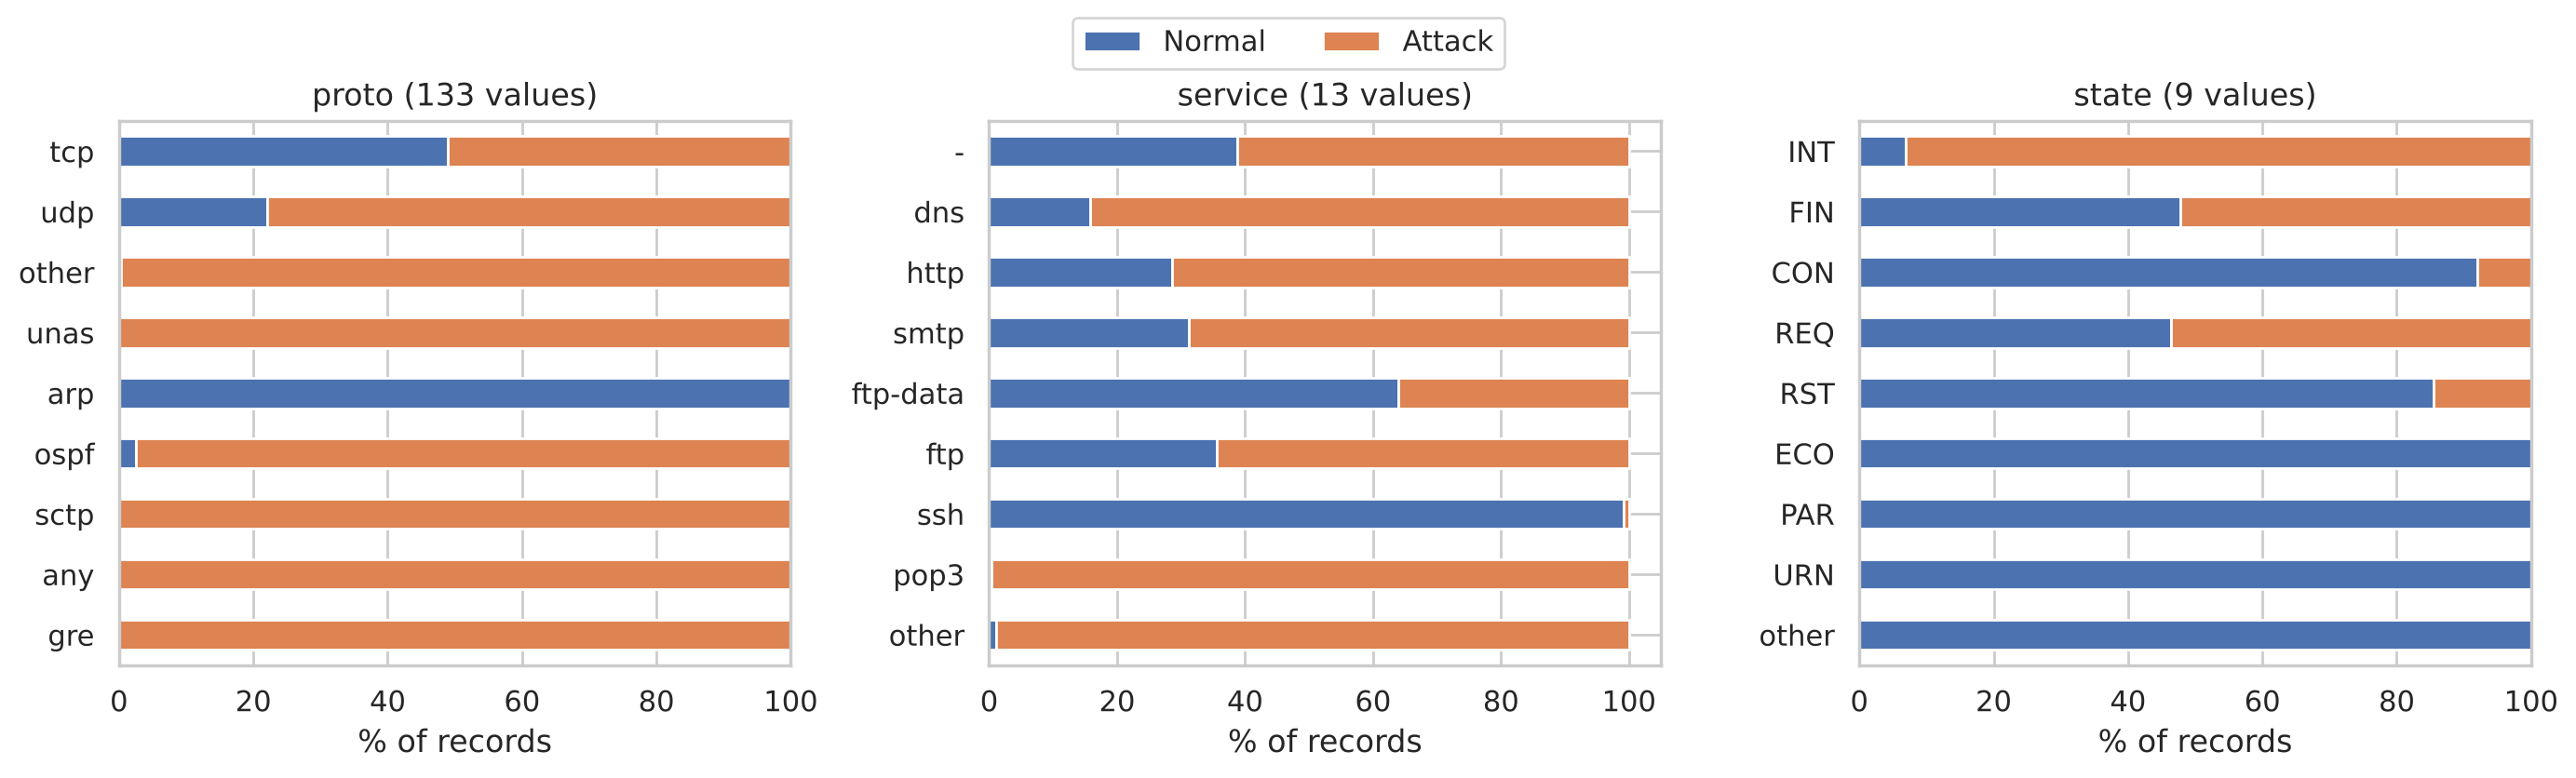 Normal Attack
proto (133 values)
tcp
udp
other
unas
arp
ospf
sctp
any
gre
0 20 40 60 80 100
% of records
service (13 values)
-
dns
http
smtp
ftp-data
ftp
ssh
pop3
other
0 20 40 60 80 100
% of records
state (9 values)
INT
FIN
CON
REQ
RST
ECO
PAR
URN
other
0 20 40 60 80 100
% of records